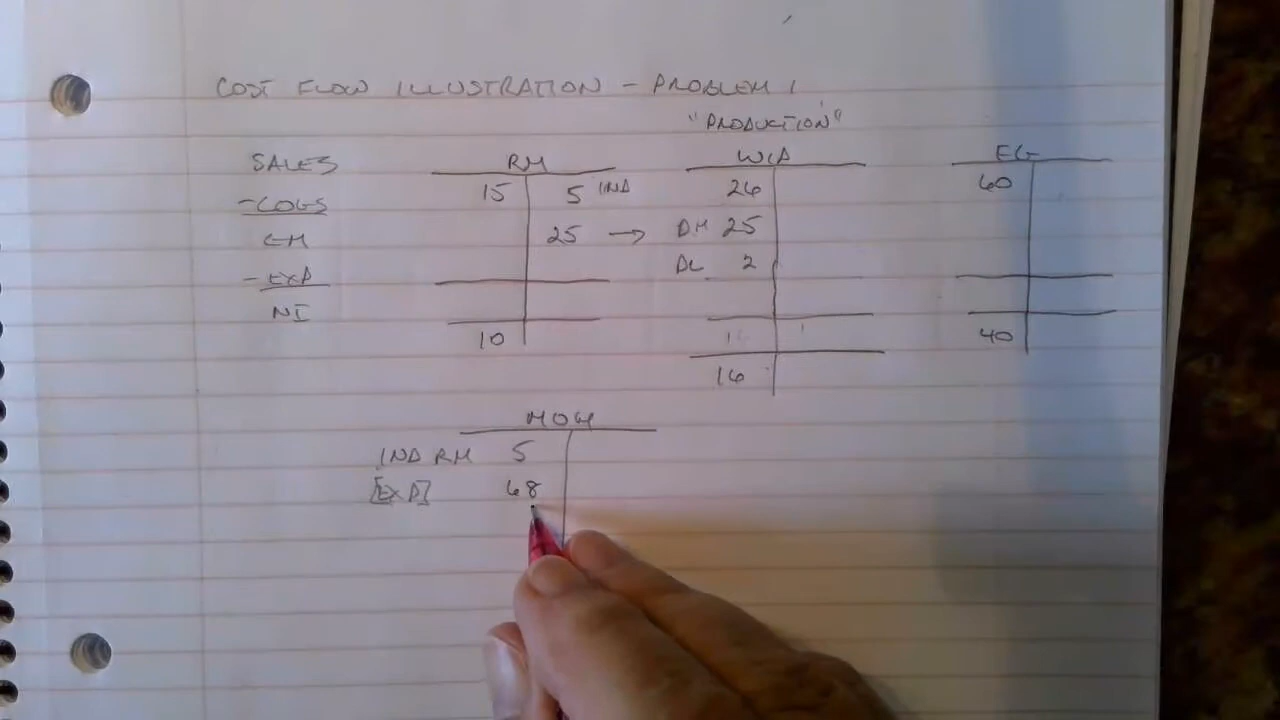 COST FLOW ILLUSTRATION - PROBLEM 1
"PRODUCTION"
SALES RM WIP FG
15 5 IND 26 60
-COGS
GM 25 → DM 25
-EXP DL 2
NI
10 40
16
MOH
IND RM 5
[EXP] 68